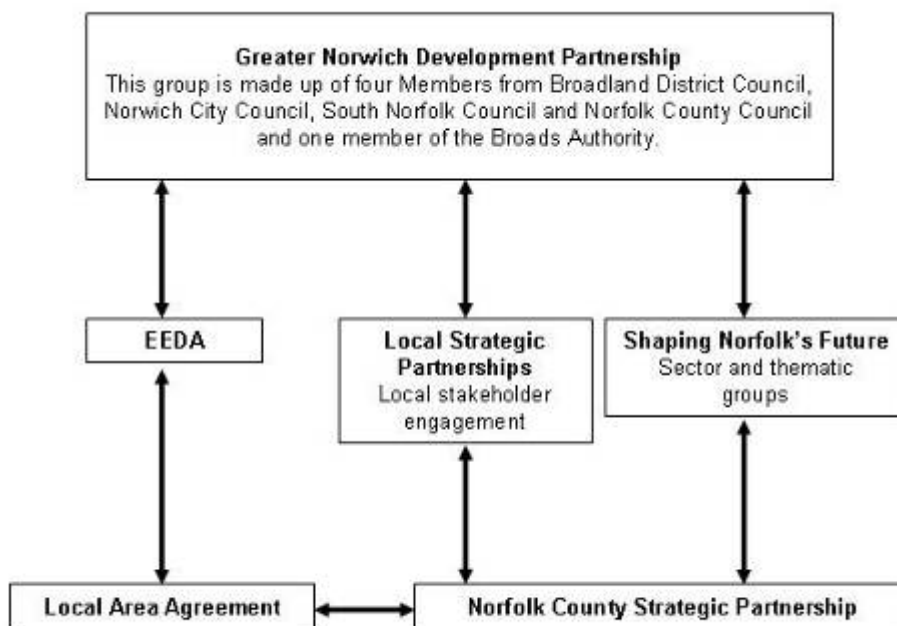 Greater Norwich Development Partnership
This group is made up of four Members from Broadland District Council,
Norwich City Council, South Norfolk Council and Norfolk County Council
and one member of the Broads Authority.
EEDA
Local Strategic
Partnerships
Local stakeholder
engagement
Shaping Norfolk's Future
Sector and thematic
groups
Local Area Agreement
Norfolk County Strategic Partnership